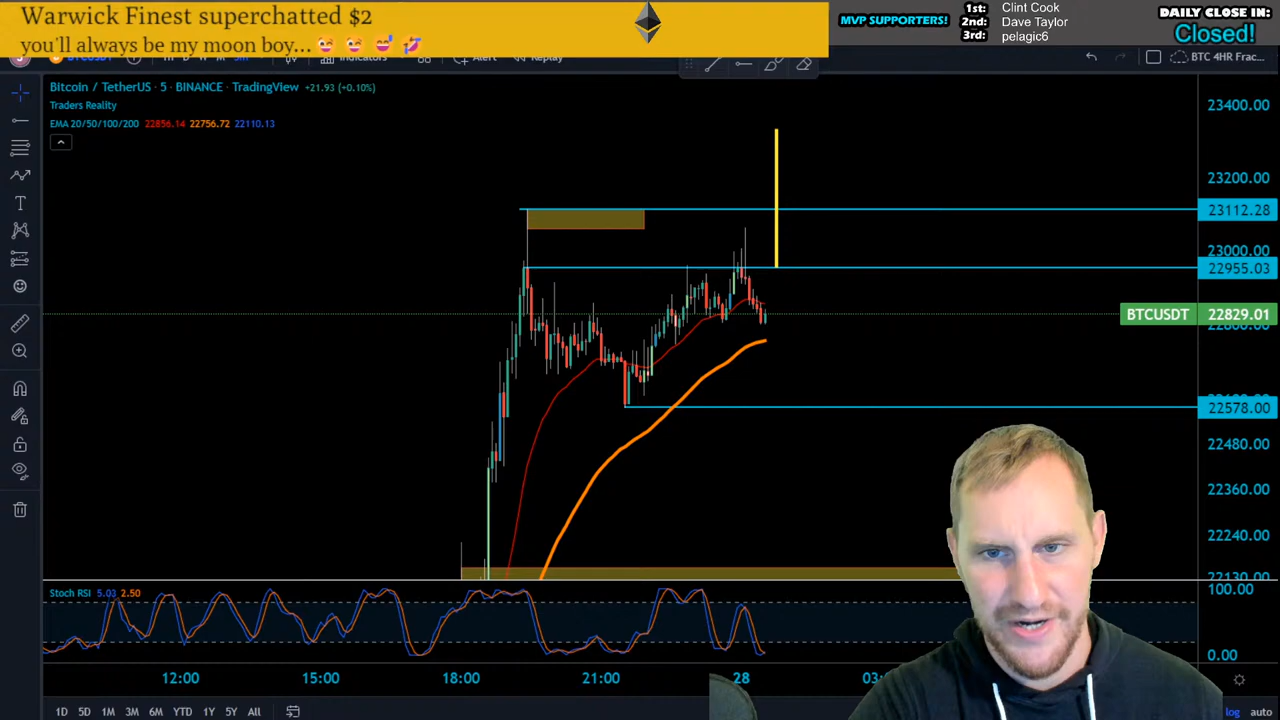 Warwick Finest superchatted $2
you'll always be my moon boy...
MVP SUPPORTERS!
1st: Clint Cook
2nd: Dave Taylor
3rd: pelagic6
DAILY CLOSE IN:
Closed!
Alert
Replay
BTC 4HR Frac...
Bitcoin / TetherUS · 5 · BINANCE · TradingView +21.93 (+0.10%)
Traders Reality
EMA 20/50/100/200 22856.14 22756.72 22110.13
23400.00
23200.00
23112.28
23000.00
22955.03
BTCUSDT 22829.01
22578.00
22480.00
22360.00
22240.00
22130.00
Stoch RSI 5.03 2.50
100.00
0.00
12:00 15:00 18:00 21:00 28
1D 5D 1M 3M 6M YTD 1Y 5Y All
log auto